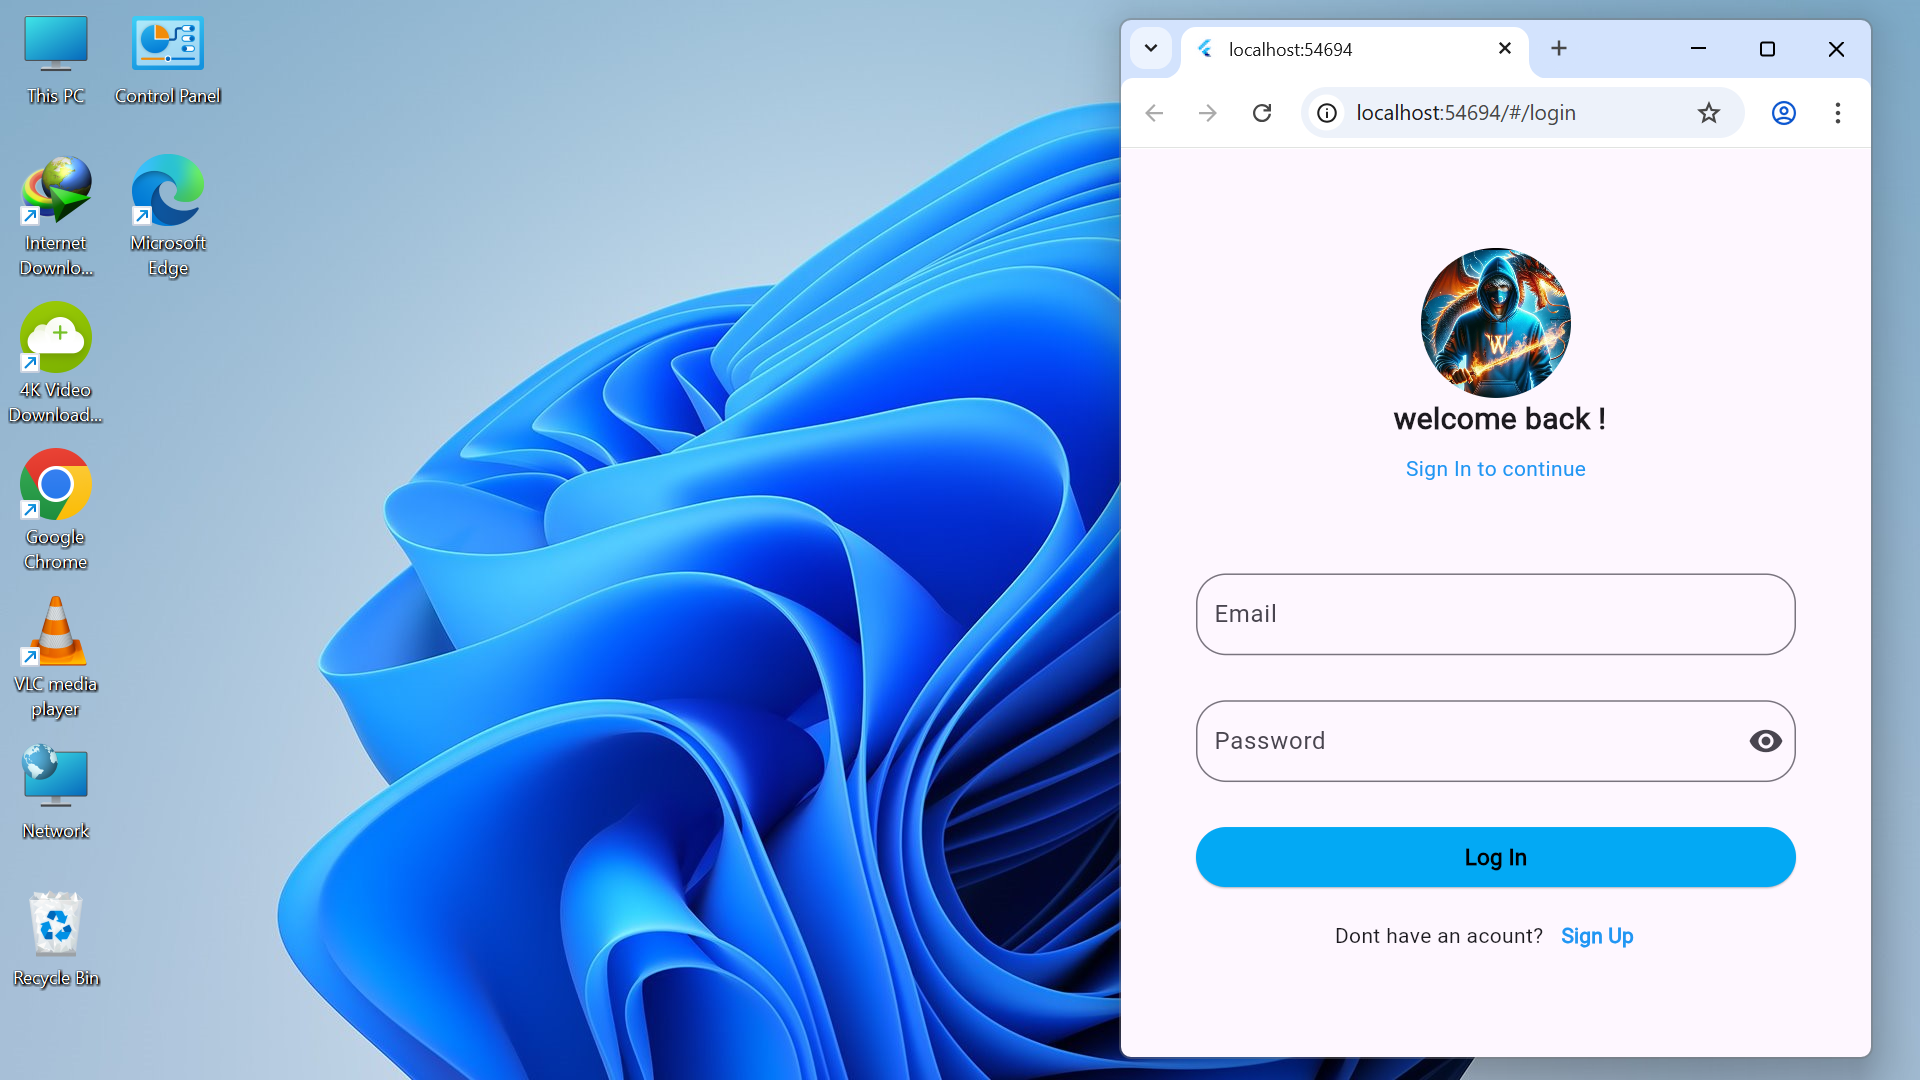 This PC
Control Panel
Internet
Downlo...
Microsoft
Edge
4K Video
Download...
Google
Chrome
VLC media
player
Network
Recycle Bin
localhost:54694
localhost:54694/#/login
W
welcome back !
Sign In to continue
Email
Password
Log In
Dont have an acount? Sign Up